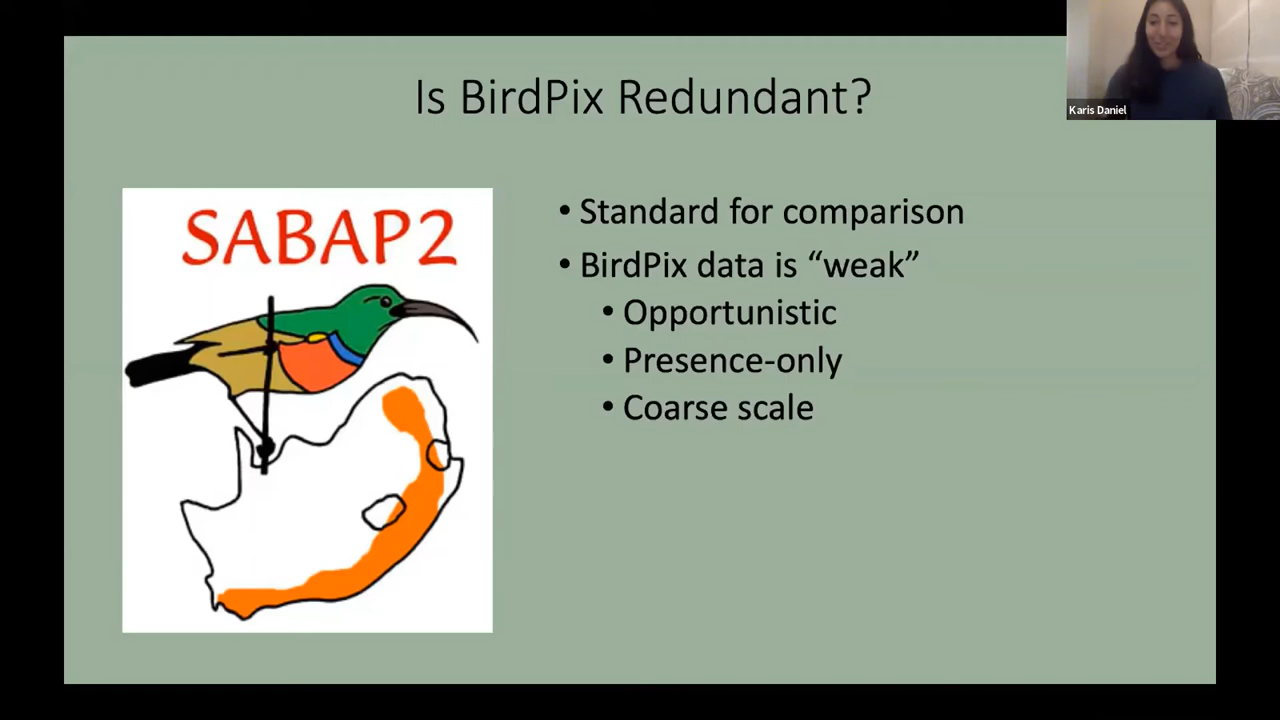 Is BirdPix Redundant?
Karis Daniel
SABAP2
• Standard for comparison
• BirdPix data is “weak”
• Opportunistic
• Presence-only
• Coarse scale